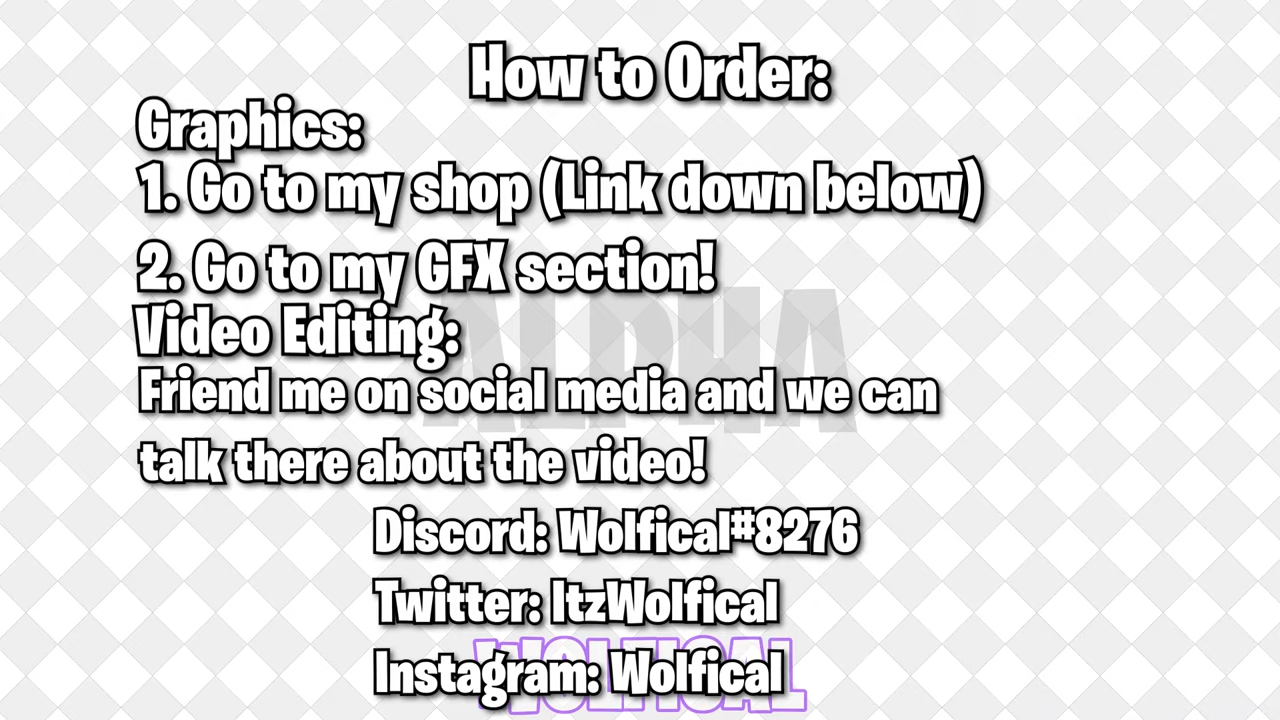 How to Order:
Graphics:
1. Go to my shop (Link down below)
2. Go to my GFX section!
ALPHA
Video Editing:
Friend me on social media and we can
talk there about the video!
Discord: Wolfical#8276
Twitter: ItzWolfical
Instagram: Wolfical
WOLFICAL